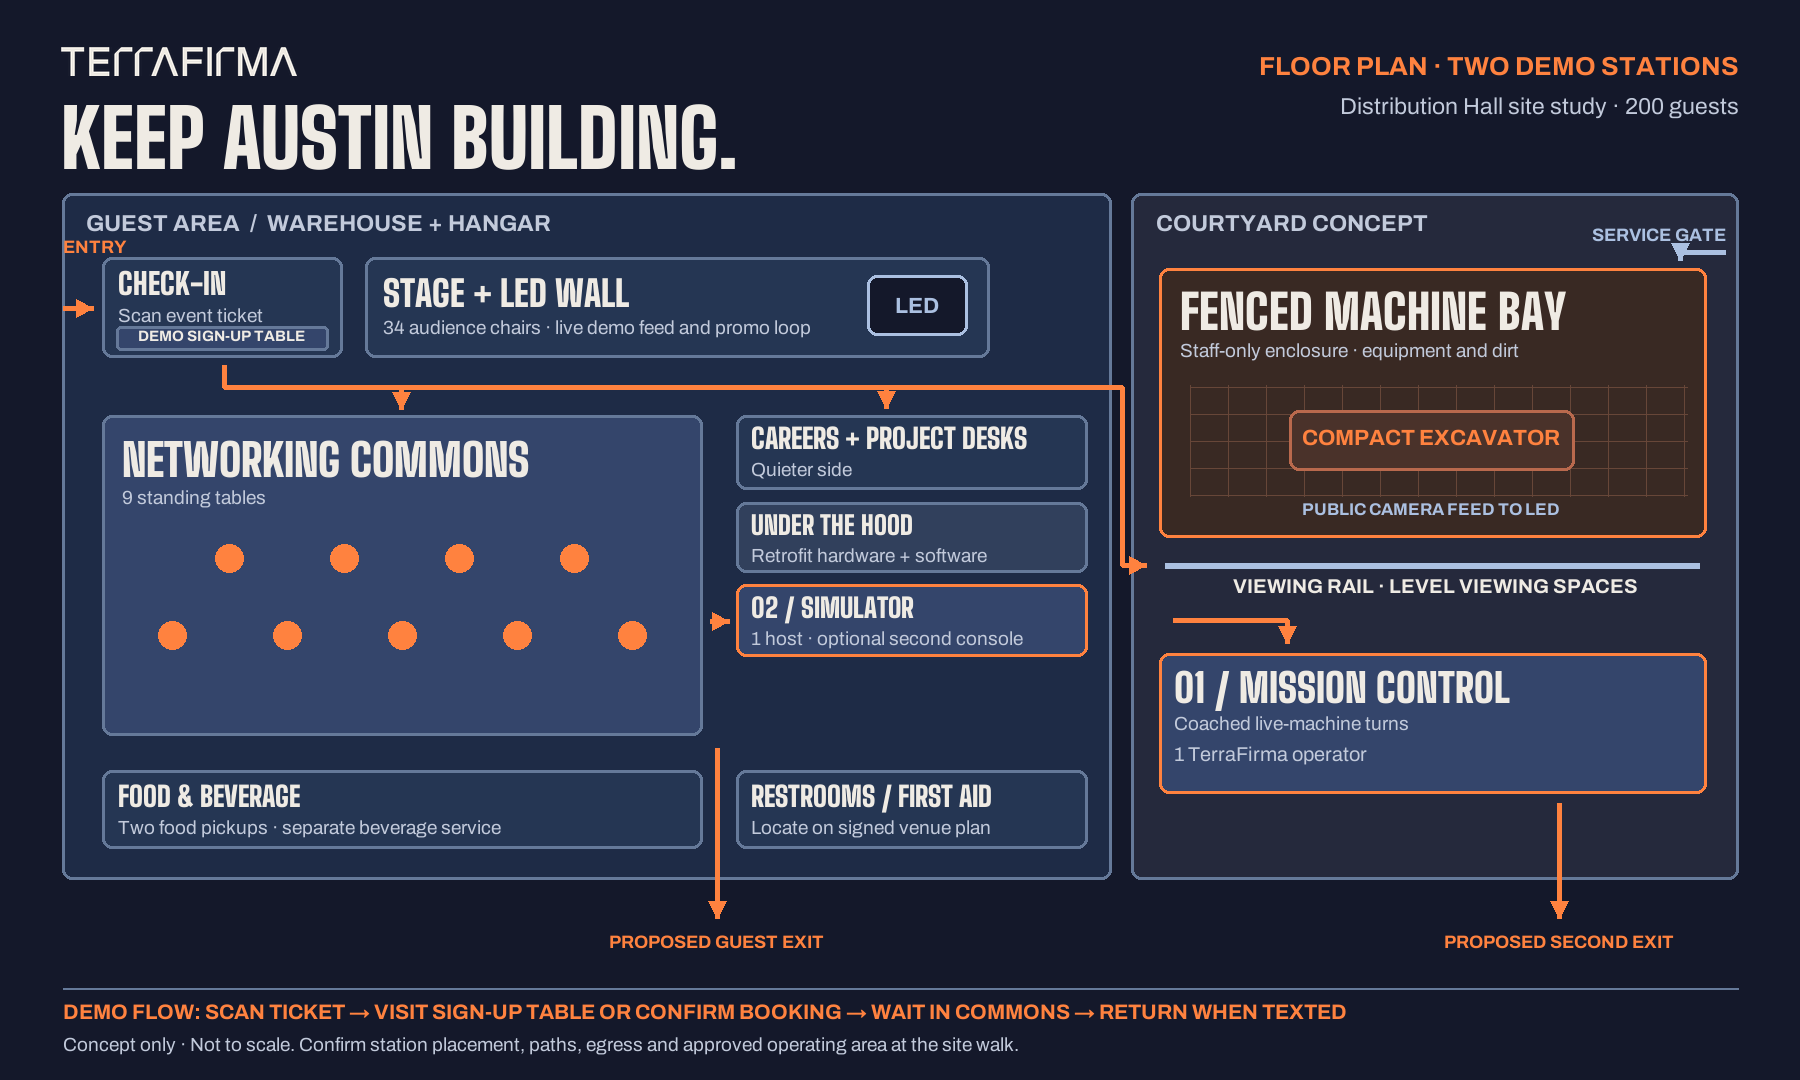 TERRAFIRMA
KEEP AUSTIN BUILDING.
FLOOR PLAN · TWO DEMO STATIONS
Distribution Hall site study · 200 guests
GUEST AREA / WAREHOUSE + HANGAR
ENTRY
CHECK-IN
Scan event ticket
DEMO SIGN-UP TABLE
STAGE + LED WALL
34 audience chairs · live demo feed and promo loop
LED
NETWORKING COMMONS
9 standing tables
CAREERS + PROJECT DESKS
Quieter side
UNDER THE HOOD
Retrofit hardware + software
02 / SIMULATOR
1 host · optional second console
FOOD & BEVERAGE
Two food pickups · separate beverage service
RESTROOMS / FIRST AID
Locate on signed venue plan
COURTYARD CONCEPT
SERVICE GATE
FENCED MACHINE BAY
Staff-only enclosure · equipment and dirt
COMPACT EXCAVATOR
PUBLIC CAMERA FEED TO LED
VIEWING RAIL · LEVEL VIEWING SPACES
01 / MISSION CONTROL
Coached live-machine turns
1 TerraFirma operator
PROPOSED GUEST EXIT
PROPOSED SECOND EXIT
DEMO FLOW: SCAN TICKET → VISIT SIGN-UP TABLE OR CONFIRM BOOKING → WAIT IN COMMONS → RETURN WHEN TEXTED
Concept only · Not to scale. Confirm station placement, paths, egress and approved operating area at the site walk.